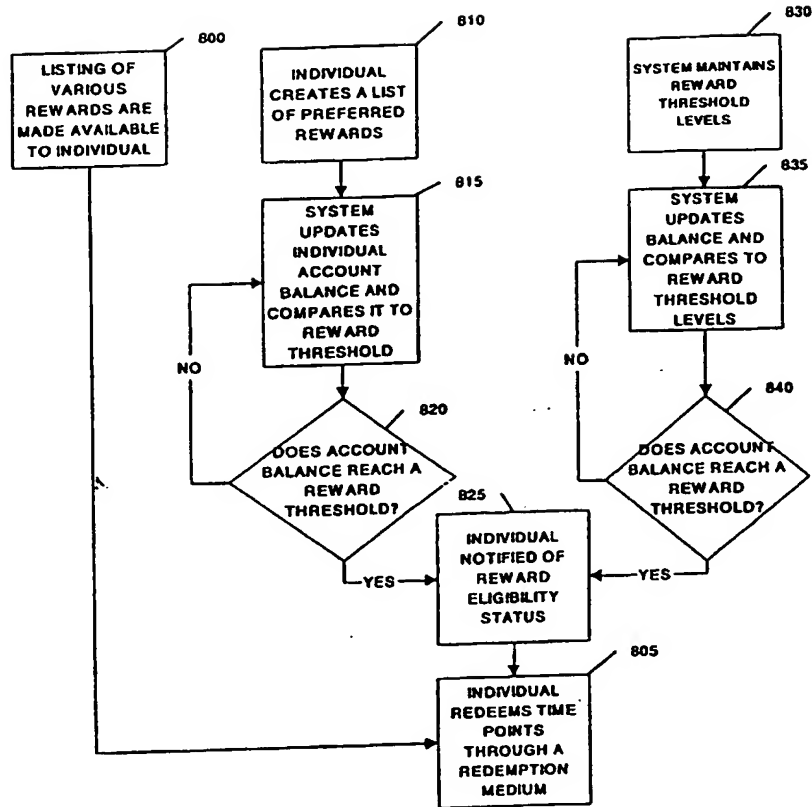 800
LISTING OF
VARIOUS
REWARDS ARE
MADE AVAILABLE
TO INDIVIDUAL
810
INDIVIDUAL
CREATES A LIST
OF PREFERRED
REWARDS
830
SYSTEM MAINTAINS
REWARD
THRESHOLD
LEVELS
815
SYSTEM
UPDATES
INDIVIDUAL
ACCOUNT
BALANCE AND
COMPARES IT TO
REWARD
THRESHOLD
835
SYSTEM
UPDATES
BALANCE AND
COMPARES TO
REWARD
THRESHOLD
LEVELS
NO
NO
820
DOES ACCOUNT
BALANCE REACH A
REWARD
THRESHOLD?
840
DOES ACCOUNT
BALANCE REACH A
REWARD
THRESHOLD?
825
INDIVIDUAL
NOTIFIED OF
REWARD
ELIGIBILITY
STATUS
YES
YES
805
INDIVIDUAL
REDEEMS TIME
POINTS
THROUGH A
REDEMPTION
MEDIUM